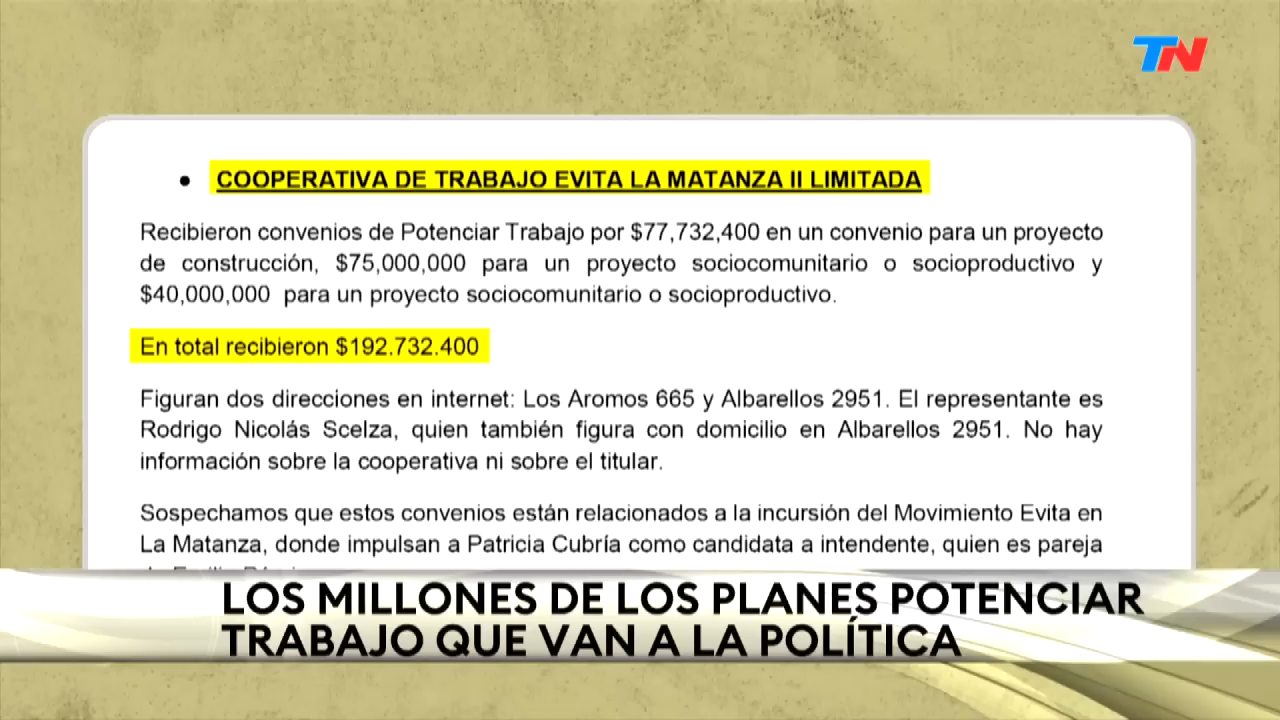 TN
• COOPERATIVA DE TRABAJO EVITA LA MATANZA II LIMITADA
Recibieron convenios de Potenciar Trabajo por $77,732,400 en un convenio para un proyecto
de construcción, $75,000,000 para un proyecto sociocomunitario o socioproductivo y
$40,000,000 para un proyecto sociocomunitario o socioproductivo.
En total recibieron $192.732.400
Figuran dos direcciones en internet: Los Aromos 665 y Albarellos 2951. El representante es
Rodrigo Nicolás Scelza, quien también figura con domicilio en Albarellos 2951. No hay
información sobre la cooperativa ni sobre el titular.
Sospechamos que estos convenios están relacionados a la incursión del Movimiento Evita en
La Matanza, donde impulsan a Patricia Cubría como candidata a intendente, quien es pareja
LOS MILLONES DE LOS PLANES POTENCIAR
TRABAJO QUE VAN A LA POLÍTICA